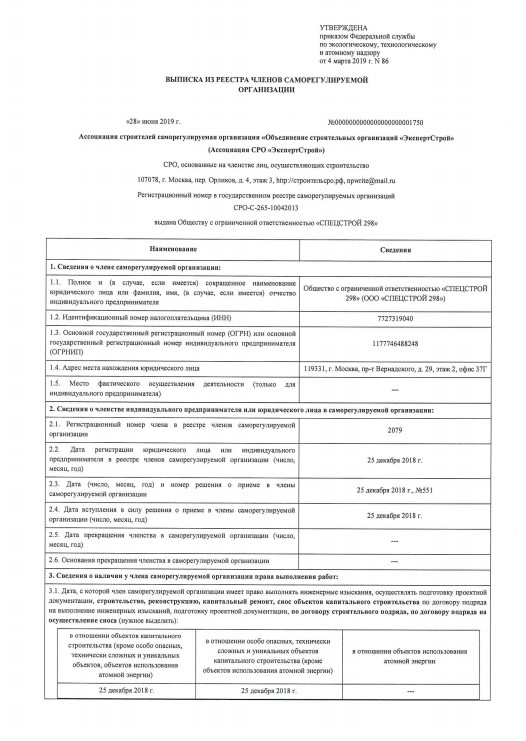 УТВЕРЖДЕНА
приказом Федеральной службы
по экологическому, технологическому
и атомному надзору
от 4 марта 2019 г. N 86
ВЫПИСКА ИЗ РЕЕСТРА ЧЛЕНОВ САМОРЕГУЛИРУЕМОЙ
ОРГАНИЗАЦИИ
«28» июня 2019 г.
№0000000000000000000001750
Ассоциация строителей саморегулируемая организация «Объединение строительных организаций «ЭкспертСтрой»
(Ассоциация СРО «ЭкспертСтрой»)
СРО, основанные на членстве лиц, осуществляющих строительство
107078, г. Москва, пер. Орликов, д. 4, этаж 3, http://строительсро.рф, npwrite@mail.ru
Регистрационный номер в государственном реестре саморегулируемых организаций
СРО-С-265-10042013
выдана Обществу с ограниченной ответственностью «СПЕЦСТРОЙ 298»
Наименование
Сведения
1. Сведения о члене саморегулируемой организации:
1.1. Полное и (в случае, если имеется) сокращенное наименование
юридического лица или фамилия, имя, (в случае, если имеется) отчество
индивидуального предпринимателя
Общество с ограниченной ответственностью «СПЕЦСТРОЙ
298» (ООО «СПЕЦСТРОЙ 298»)
1.2. Идентификационный номер налогоплательщика (ИНН)
7727319040
1.3. Основной государственный регистрационный номер (ОГРН) или основной
государственный регистрационный номер индивидуального предпринимателя
(ОГРНИП)
1177746488248
1.4. Адрес места нахождения юридического лица
119331, г. Москва, пр-т Вернадского, д. 29, этаж 2, офис 37Г
1.5. Место фактического осуществления деятельности (только для
индивидуального предпринимателя)
---
2. Сведения о членстве индивидуального предпринимателя или юридического лица в саморегулируемой организации:
2.1. Регистрационный номер члена в реестре членов саморегулируемой
организации
2079
2.2. Дата регистрации юридического лица или индивидуального
предпринимателя в реестре членов саморегулируемой организации (число,
месяц, год)
25 декабря 2018 г.
2.3. Дата (число, месяц, год) и номер решения о приеме в члены
саморегулируемой организации
25 декабря 2018 г., №551
2.4. Дата вступления в силу решения о приеме в члены саморегулируемой
организации (число, месяц, год)
25 декабря 2018 г.
2.5. Дата прекращения членства в саморегулируемой организации (число,
месяц, год)
---
2.6. Основания прекращения членства в саморегулируемой организации
---
3. Сведения о наличии у члена саморегулируемой организации права выполнения работ:
3.1. Дата, с которой член саморегулируемой организации имеет право выполнять инженерные изыскания, осуществлять подготовку проектной
документации, строительство, реконструкцию, капитальный ремонт, снос объектов капитального строительства по договору подряда
на выполнение инженерных изысканий, подготовку проектной документации, по договору строительного подряда, по договору подряда на
осуществление сноса (нужное выделить):
в отношении объектов капитального
строительства (кроме особо опасных,
технически сложных и уникальных
объектов, объектов использования
атомной энергии)
в отношении особо опасных, технически
сложных и уникальных объектов
капитального строительства (кроме
объектов использования атомной энергии)
в отношении объектов использования
атомной энергии
25 декабря 2018 г.
25 декабря 2018 г.
---